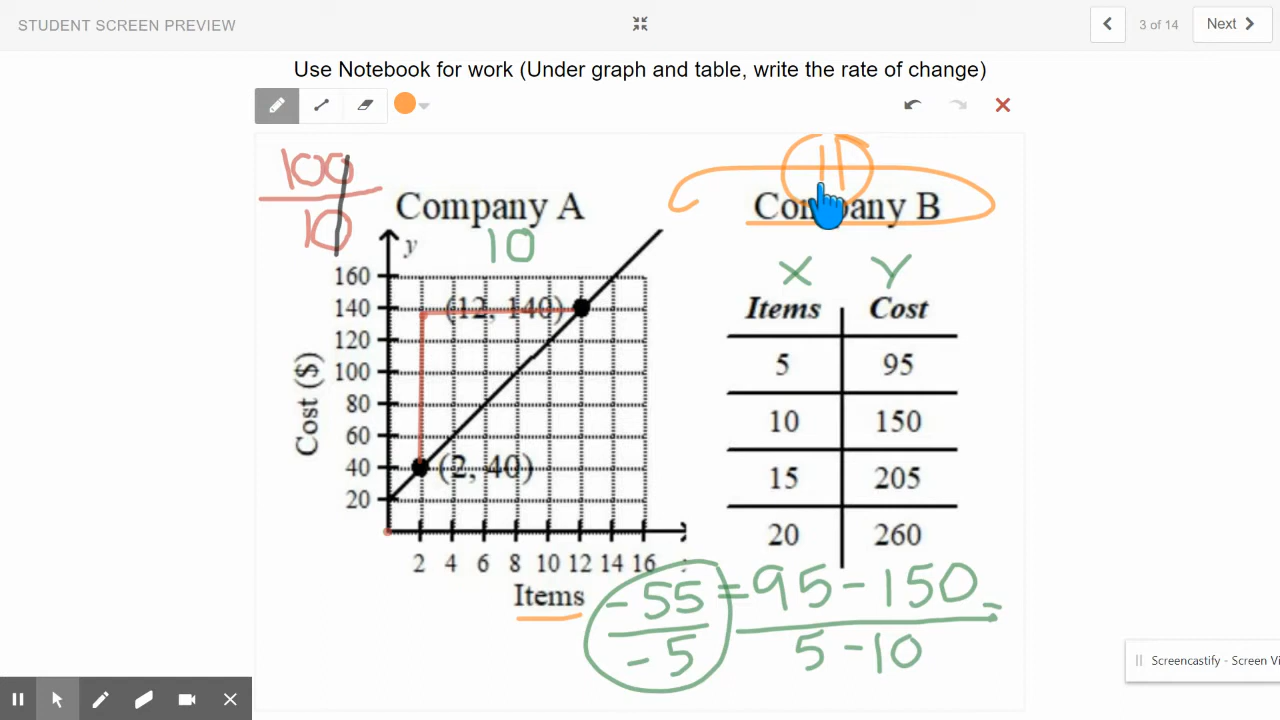 STUDENT SCREEN PREVIEW
3 of 14
Next
Use Notebook for work (Under graph and table, write the rate of change)
100
10
11
Company A
Company B
10
y
X Y
160
140
120
100
80
60
40
20
Cost ($)
(12, 140)
(2, 40)
2 4 6 8 10 12 14 16
Items
Items Cost
5 95
10 150
15 205
20 260
-55 = 95-150 =
-5 5-10
Screencastify - Screen Vi